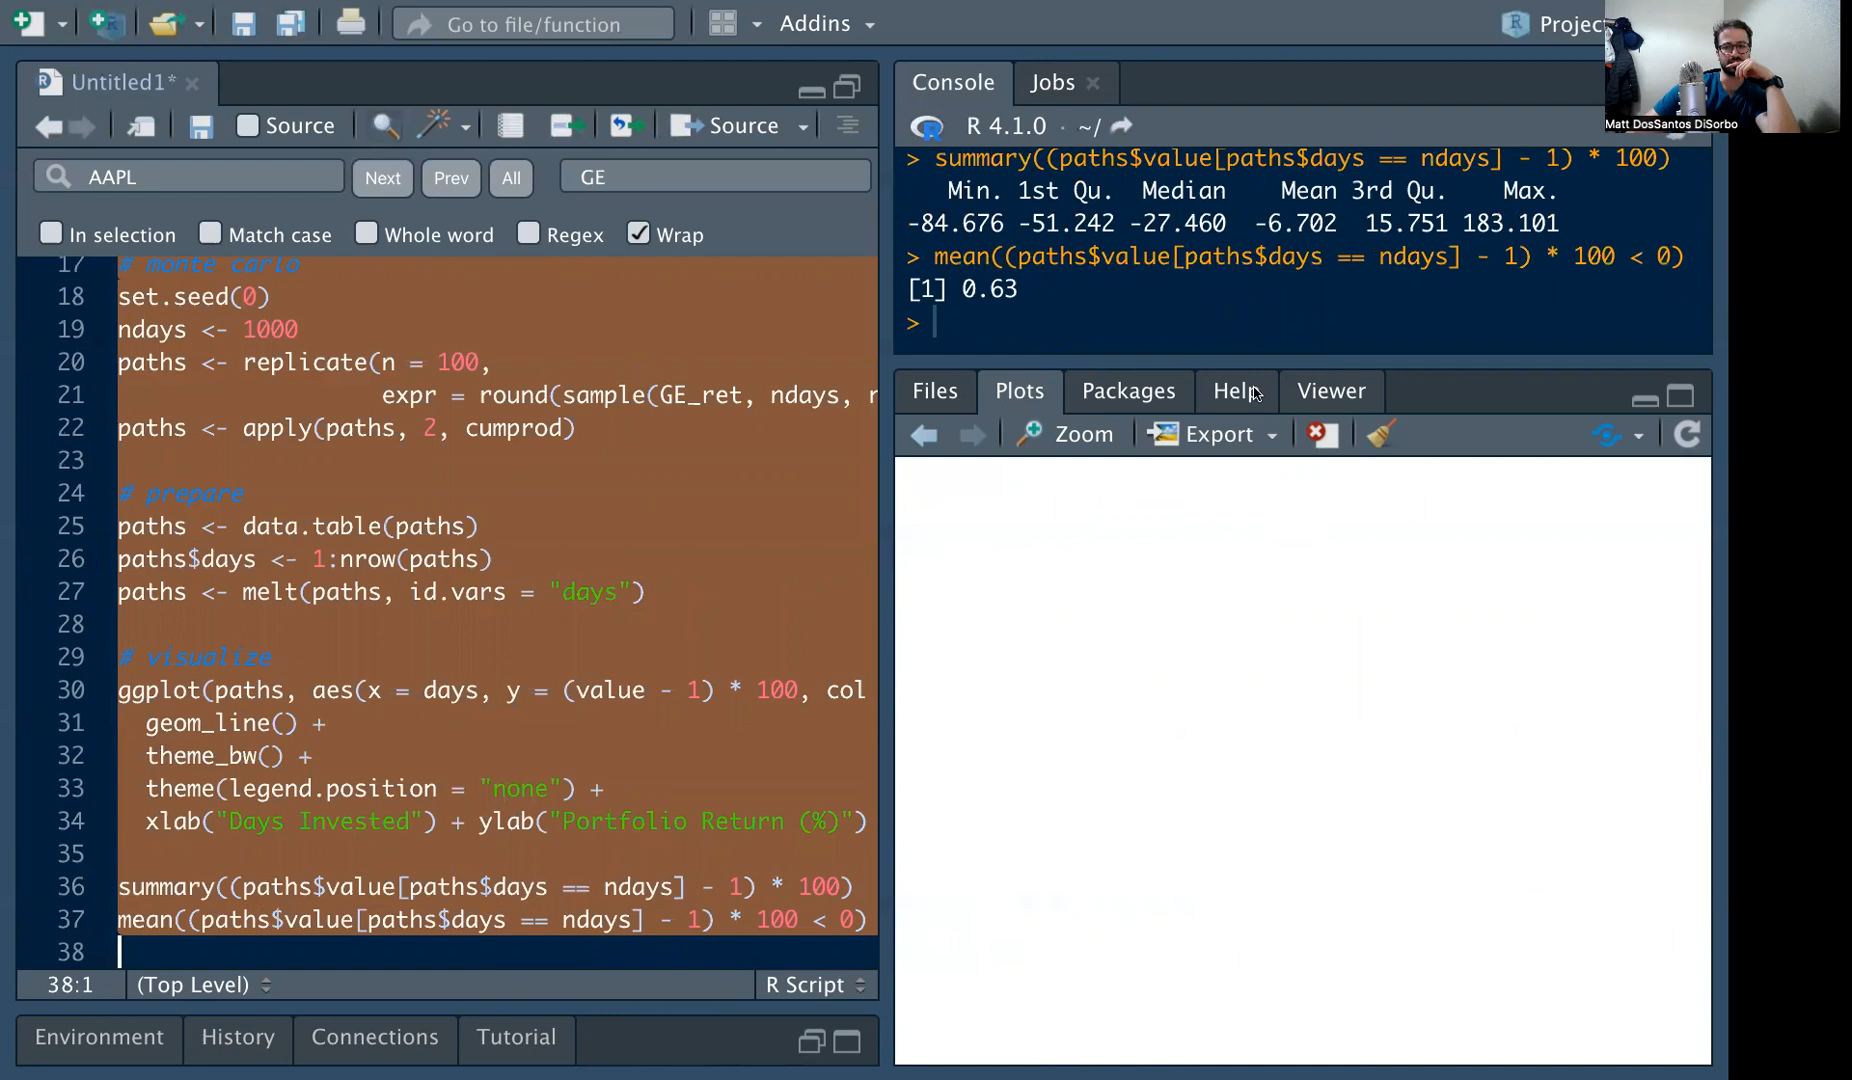 Go to file/function
Addins
Projec
Matt DosSantos DiSorbo
Untitled1*
Source
Source
AAPL
Next
Prev
All
GE
In selection
Match case
Whole word
Regex
Wrap
17 # monte carlo
18 set.seed(0)
19 ndays <- 1000
20 paths <- replicate(n = 100,
21 expr = round(sample(GE_ret, ndays, r
22 paths <- apply(paths, 2, cumprod)
23
24 # prepare
25 paths <- data.table(paths)
26 paths$days <- 1:nrow(paths)
27 paths <- melt(paths, id.vars = "days")
28
29 # visualize
30 ggplot(paths, aes(x = days, y = (value - 1) * 100, col
31 geom_line() +
32 theme_bw() +
33 theme(legend.position = "none") +
34 xlab("Days Invested") + ylab("Portfolio Return (%)")
35
36 summary((paths$value[paths$days == ndays] - 1) * 100)
37 mean((paths$value[paths$days == ndays] - 1) * 100 < 0)
38
38:1
(Top Level)
R Script
Environment
History
Connections
Tutorial
Console
Jobs
R 4.1.0 · ~/
> summary((paths$value[paths$days == ndays] - 1) * 100)
Min. 1st Qu. Median Mean 3rd Qu. Max.
-84.676 -51.242 -27.460 -6.702 15.751 183.101
> mean((paths$value[paths$days == ndays] - 1) * 100 < 0)
[1] 0.63
>
Files
Plots
Packages
Help
Viewer
Zoom
Export